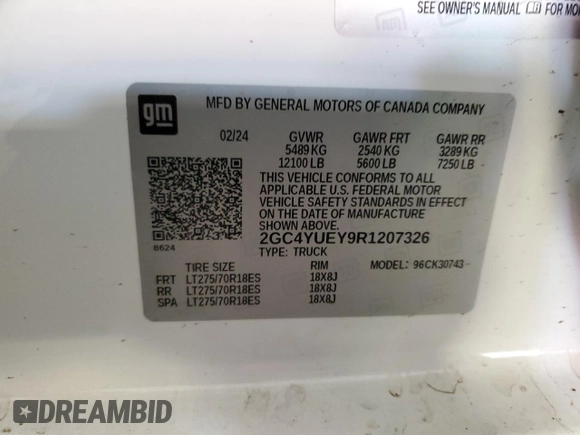 SEE OWNER'S MANUAL FOR MO
gm
MFD BY GENERAL MOTORS OF CANADA COMPANY
02/24 GVWR GAWR FRT GAWR RR
5489 KG 2540 KG 3289 KG
12100 LB 5600 LB 7250 LB
THIS VEHICLE CONFORMS TO ALL
APPLICABLE U.S. FEDERAL MOTOR
VEHICLE SAFETY STANDARDS IN EFFECT
ON THE DATE OF MANUFACTURE SHOWN ABOVE.
8624
2GC4YUEY9R1207326
TYPE: TRUCK
TIRE SIZE RIM MODEL: 96CK30743
FRT LT275/70R18ES 18X8J
RR LT275/70R18ES 18X8J
SPA LT275/70R18ES 18X8J
DREAMBID